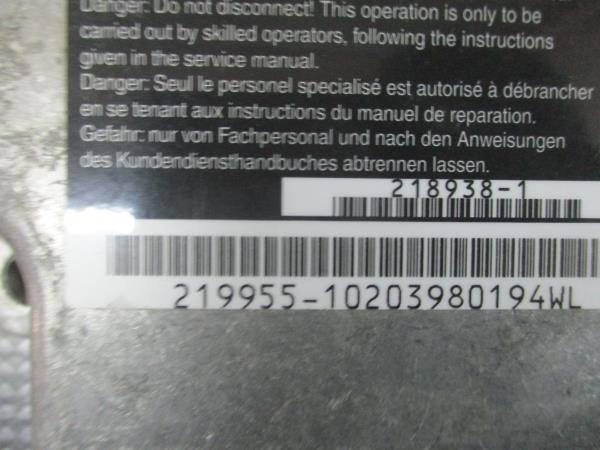 Danger: Do not disconnect! This operation is only to be
carried out by skilled operators, following the instructions
given in the service manual.
Danger: Seul le personel specialisé est autorisé à débrancher
en se tenant aux instructions du manuel de reparation.
Gefahr: nur von Fachpersonal und nach den Anweisungen
des Kundendiensthandbuches abtrennen lassen.
218938-1
219955-10203980194WL